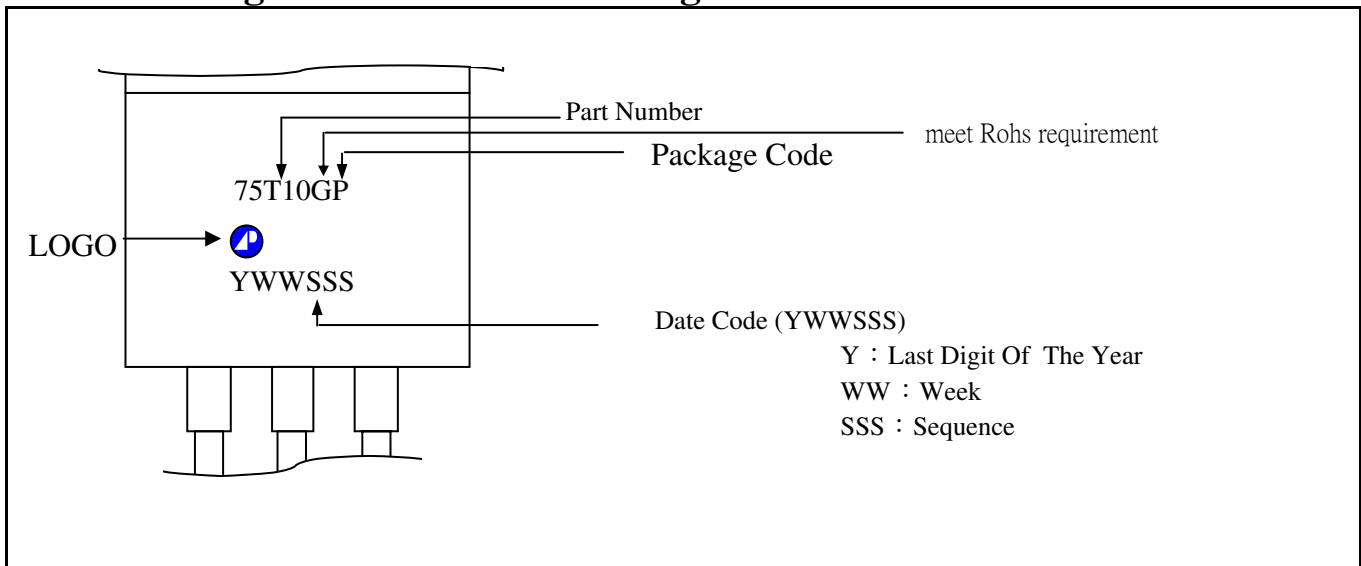 Part Number
meet Rohs requirement
Package Code
75T10GP
LOGO
YWWSSS
Date Code (YWWSSS)
Y：Last Digit Of The Year
WW：Week
SSS：Sequence